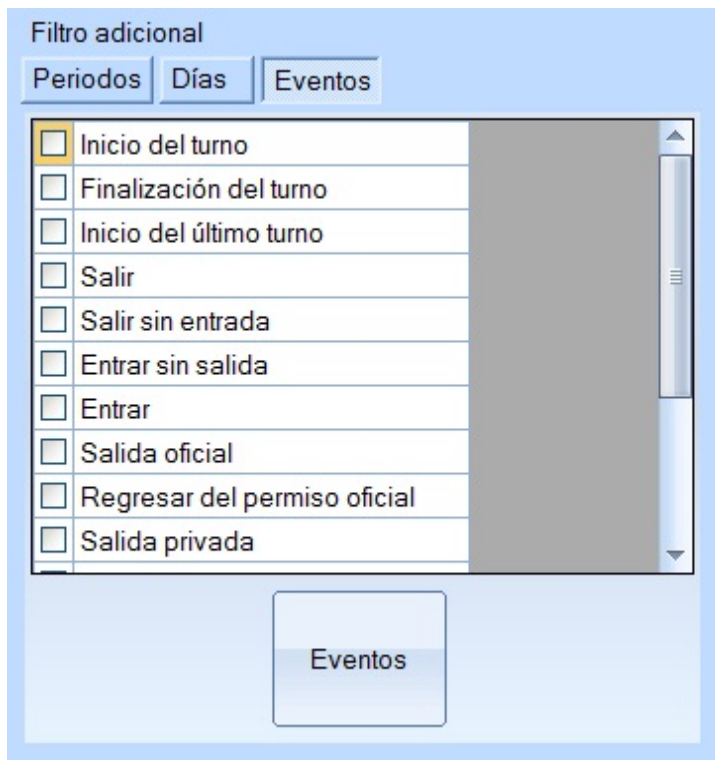 Filtro adicional
Periodos Días Eventos
Inicio del turno
Finalización del turno
Inicio del último turno
Salir
Salir sin entrada
Entrar sin salida
Entrar
Salida oficial
Regresar del permiso oficial
Salida privada
Eventos